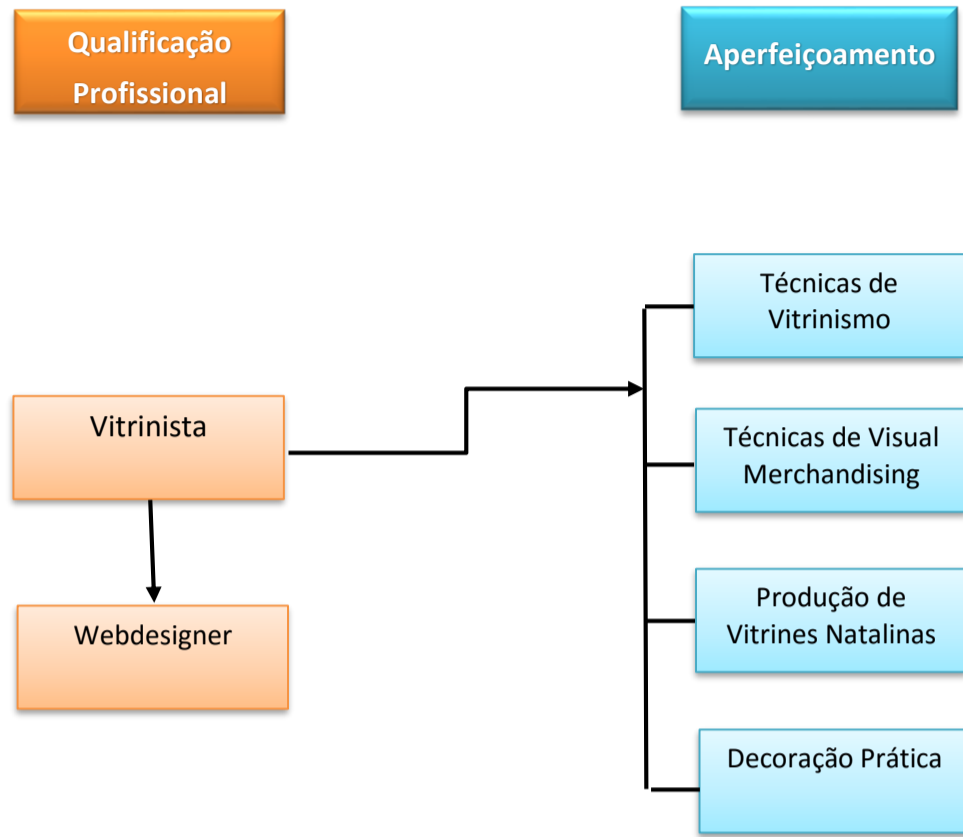 Qualificação
Profissional
Aperfeiçoamento
Técnicas de
Vitrinismo
Vitrinista
Técnicas de Visual
Merchandising
Produção de
Vitrines Natalinas
Webdesigner
Decoração Prática